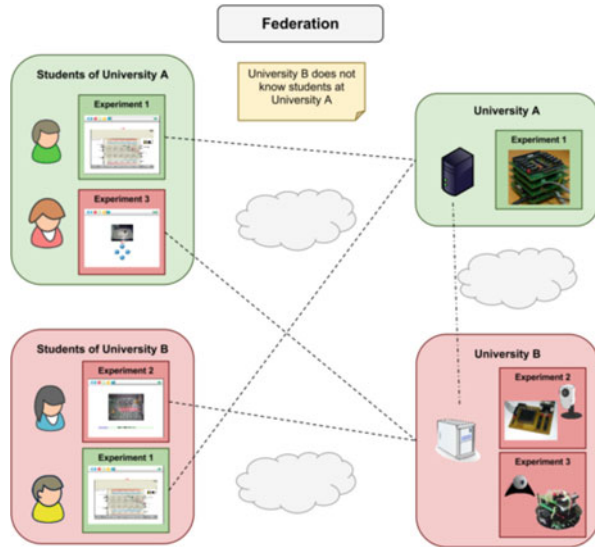 Federation
Students of University A
Experiment 1
Experiment 3
University B does not
know students at
University A
University A
Experiment 1
Students of University B
Experiment 2
Experiment 1
University B
Experiment 2
Experiment 3